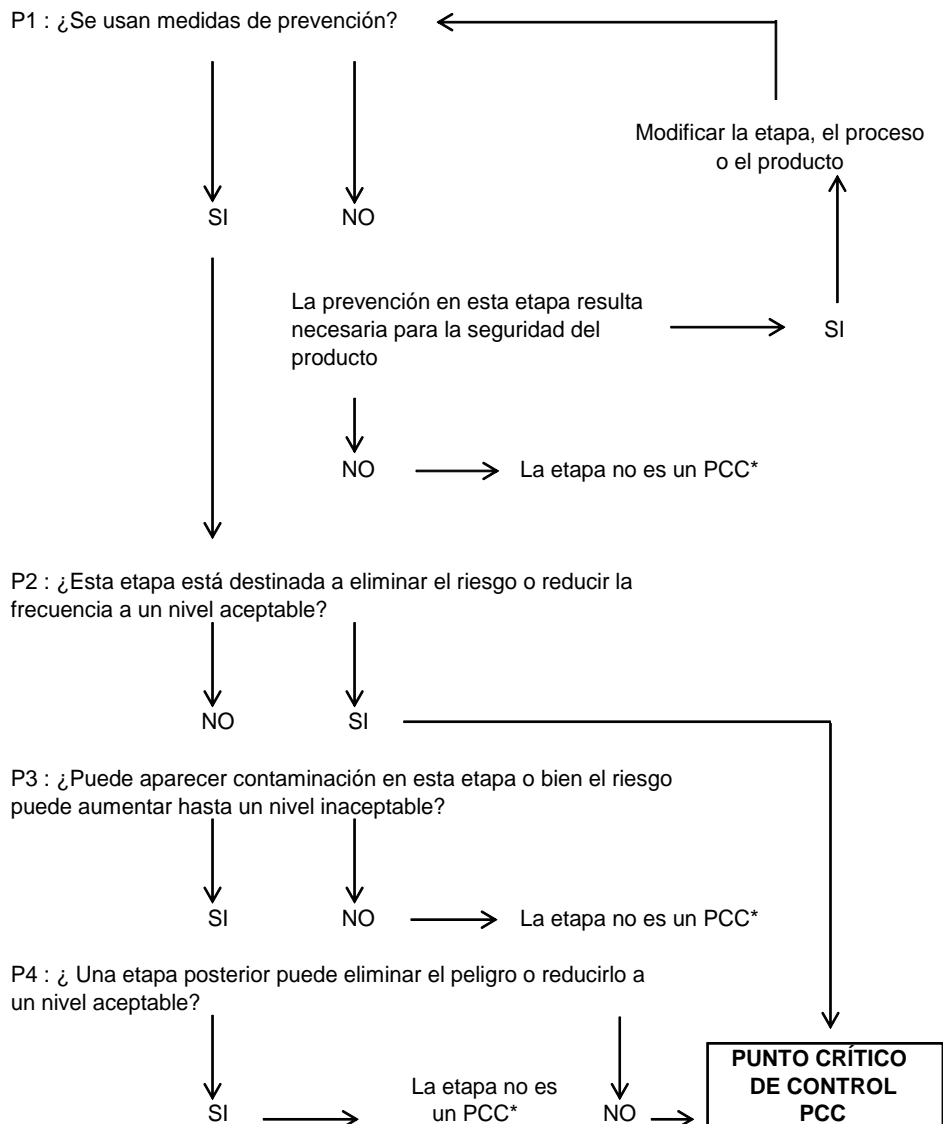 P1 : ¿Se usan medidas de prevención?
Modificar la etapa, el proceso
o el producto
SI
NO
La prevención en esta etapa resulta
necesaria para la seguridad del
producto
SI
NO
La etapa no es un PCC*
P2 : ¿Esta etapa está destinada a eliminar el riesgo o reducir la
frecuencia a un nivel aceptable?
NO
SI
P3 : ¿Puede aparecer contaminación en esta etapa o bien el riesgo
puede aumentar hasta un nivel inaceptable?
SI
NO
La etapa no es un PCC*
P4 : ¿ Una etapa posterior puede eliminar el peligro o reducirlo a
un nivel aceptable?
SI
La etapa no es
un PCC*
NO
PUNTO CRÍTICO
DE CONTROL
PCC